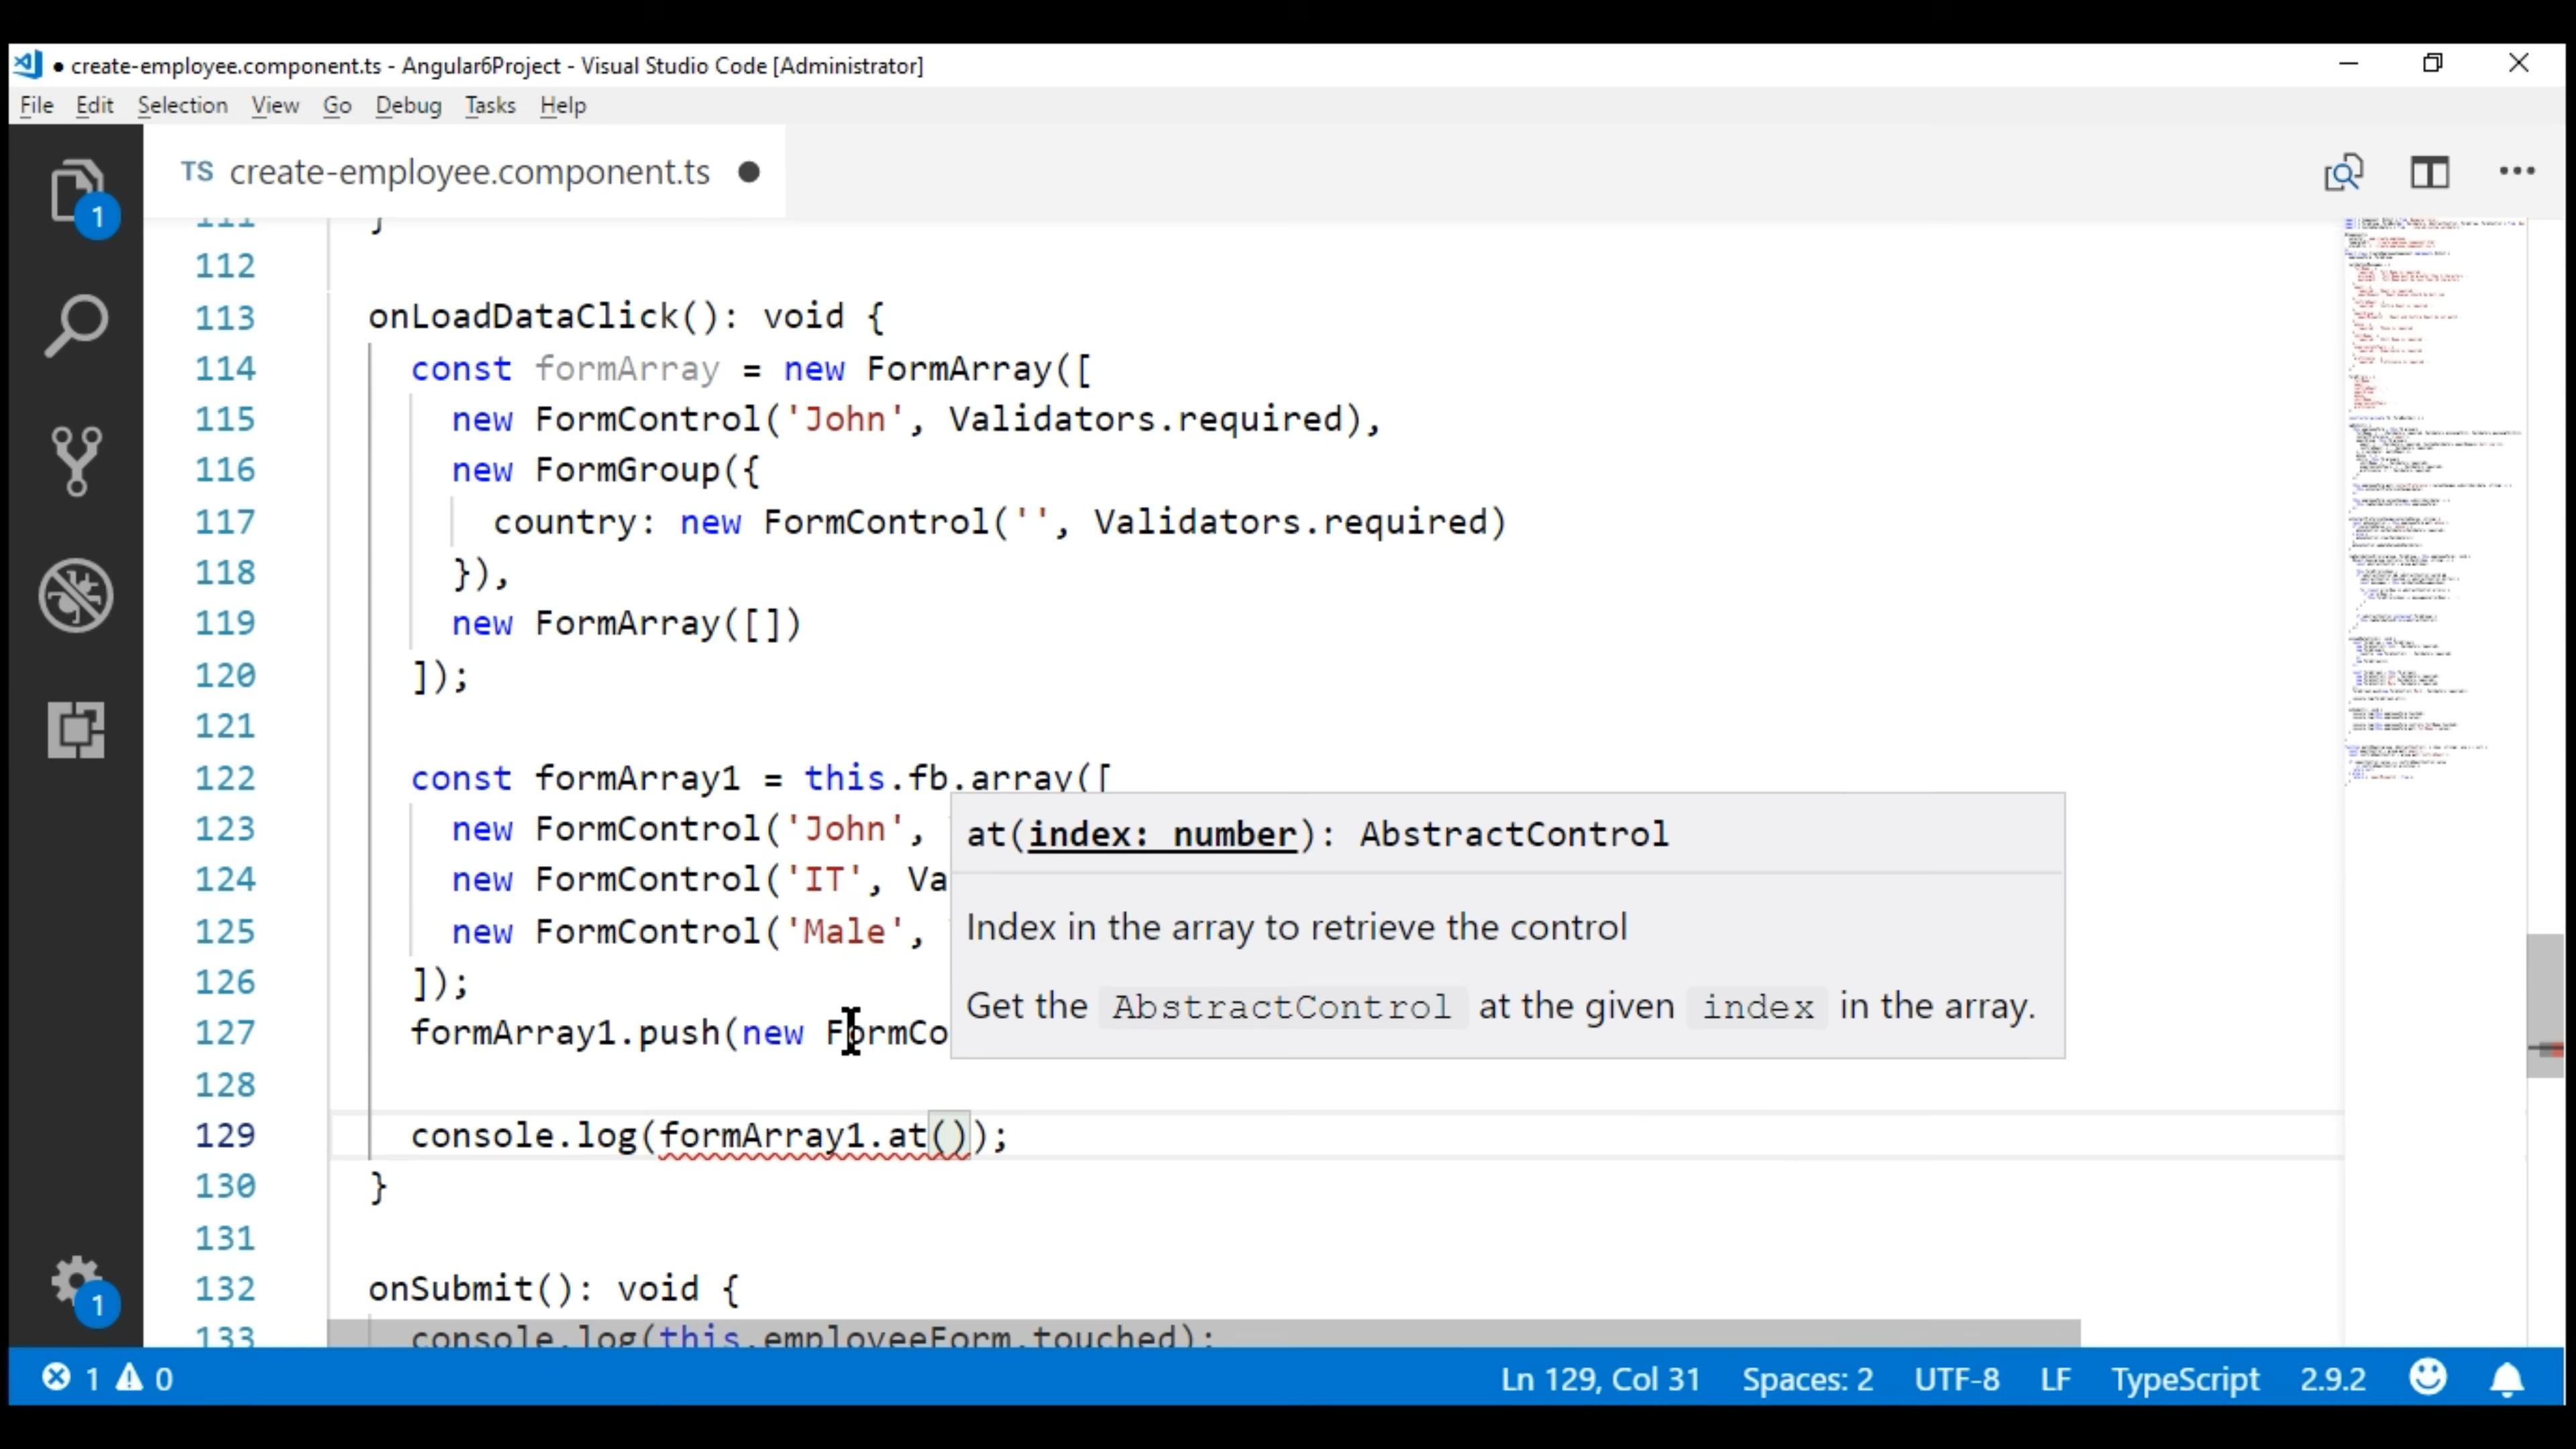 ● create-employee.component.ts - Angular6Project - Visual Studio Code [Administrator]
File Edit Selection View Go Debug Tasks Help
TS create-employee.component.ts ●
1
111 }
112
113 onLoadDataClick(): void {
114 const formArray = new FormArray([
115 new FormControl('John', Validators.required),
116 new FormGroup({
117 country: new FormControl('', Validators.required)
118 }),
119 new FormArray([])
120 ]);
121
122 const formArray1 = this.fb.array([
123 new FormControl('John',
124 new FormControl('IT', Va
125 new FormControl('Male',
126 ]);
127 formArray1.push(new FormCo
128
129 console.log(formArray1.at());
130 }
131
132 onSubmit(): void {
133 console.log(this.employeeForm.touched);
at(index: number): AbstractControl
Index in the array to retrieve the control
Get the AbstractControl at the given index in the array.
1
1 0 Ln 129, Col 31 Spaces: 2 UTF-8 LF TypeScript 2.9.2